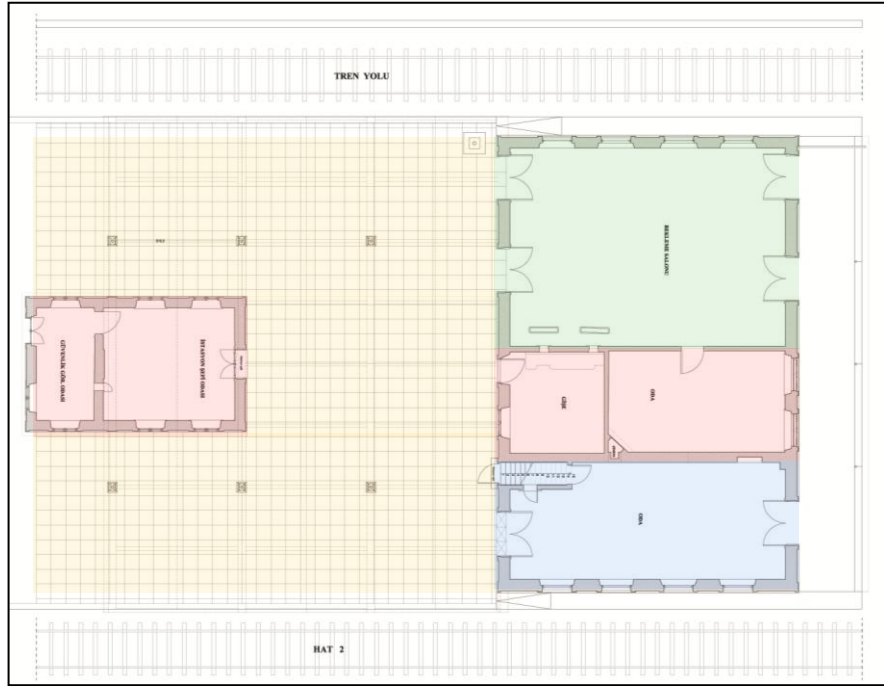 TREN YOLU
BEKLEME SALONU
GÜVENLİK GÖR. ODASI
İSTASYON ŞEFİ ODASI
GİŞE
ODA
ODA
HAT 2